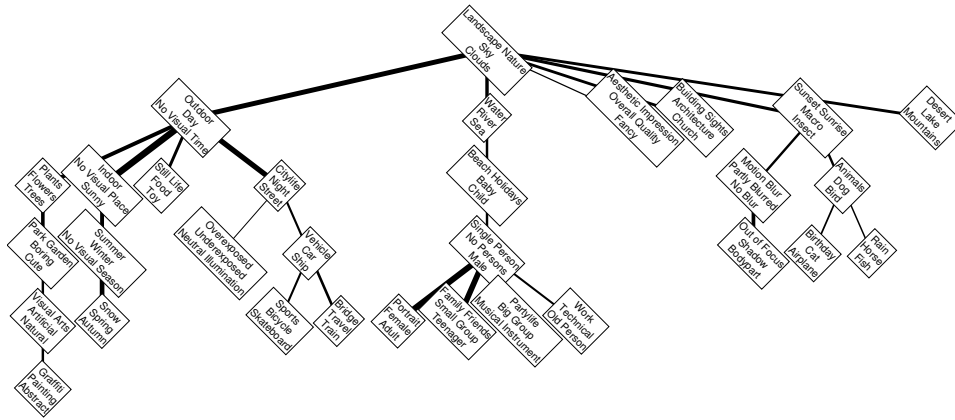 Landscape Nature
Sky
Clouds
Outdoor
Day
No Visual Time
Water
River
Sea
Aesthetic Impression
Overall Quality
Fancy
Building Sights
Architecture
Church
Sunset Sunrise
Macro
Insect
Desert
Lake
Mountains
Plants
Flowers
Trees
Indoor
No Visual Place
Sunny
Still Life
Food
Toy
Citylife
Night
Street
Beach Holidays
Baby
Child
Motion Blur
Partly Blurred
No Blur
Animals
Dog
Bird
Park Garden
Boring
Cute
Summer
Winter
No Visual Season
Overexposed
Underexposed
Neutral Illumination
Vehicle
Car
Ship
Single Person
No Persons
Male
Out of Focus
Shadow
Bodypart
Birthday
Cat
Airplane
Rain
Horse
Fish
Visual Arts
Artificial
Natural
Snow
Spring
Autumn
Sports
Bicycle
Skateboard
Bridge
Travel
Train
Portrait
Female
Adult
Family Friends
Small Group
Teenager
Partylife
Big Group
Musical Instrument
Work
Technical
Old Person
Graffiti
Painting
Abstract